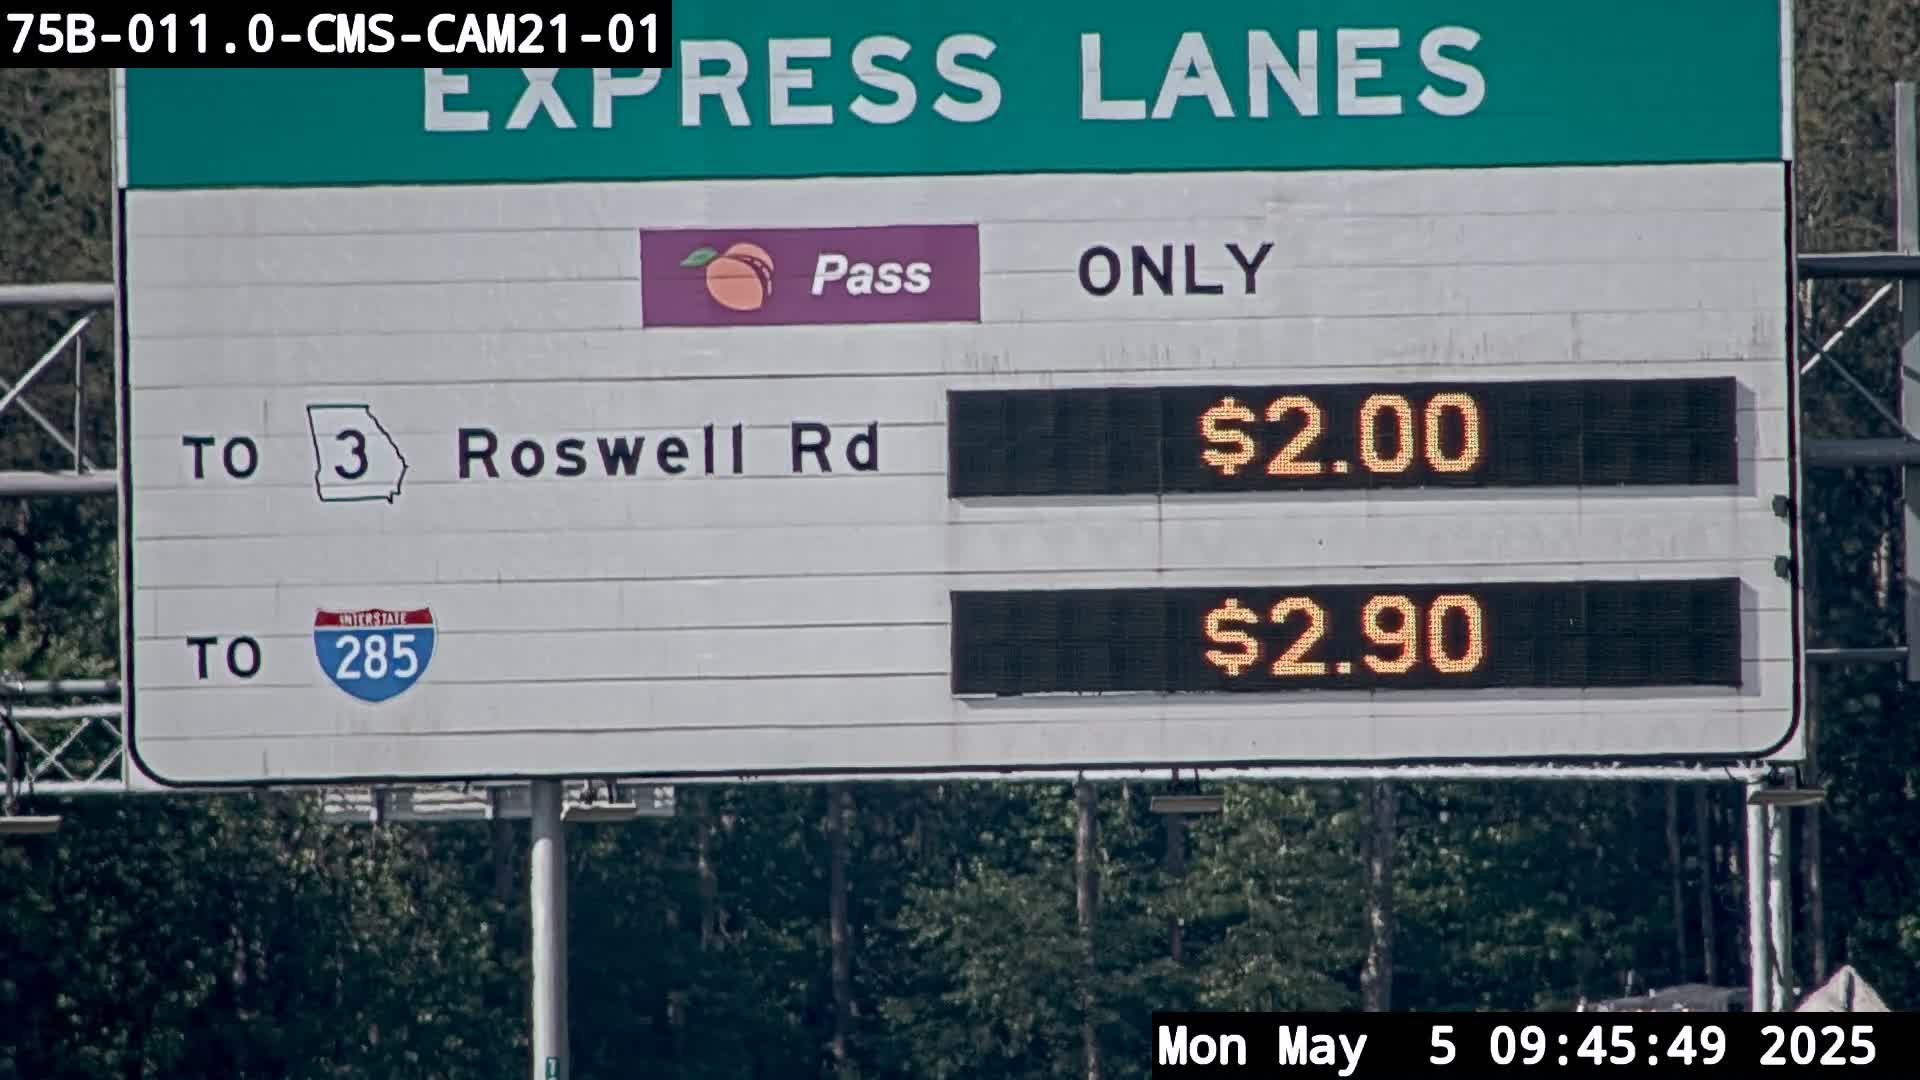 75B-011.0-CMS-CAM21-01
EXPRESS LANES
Pass ONLY
TO 3 Roswell Rd $2.00
INTERSTATE
TO 285 $2.90
Mon May 5 09:45:49 2025